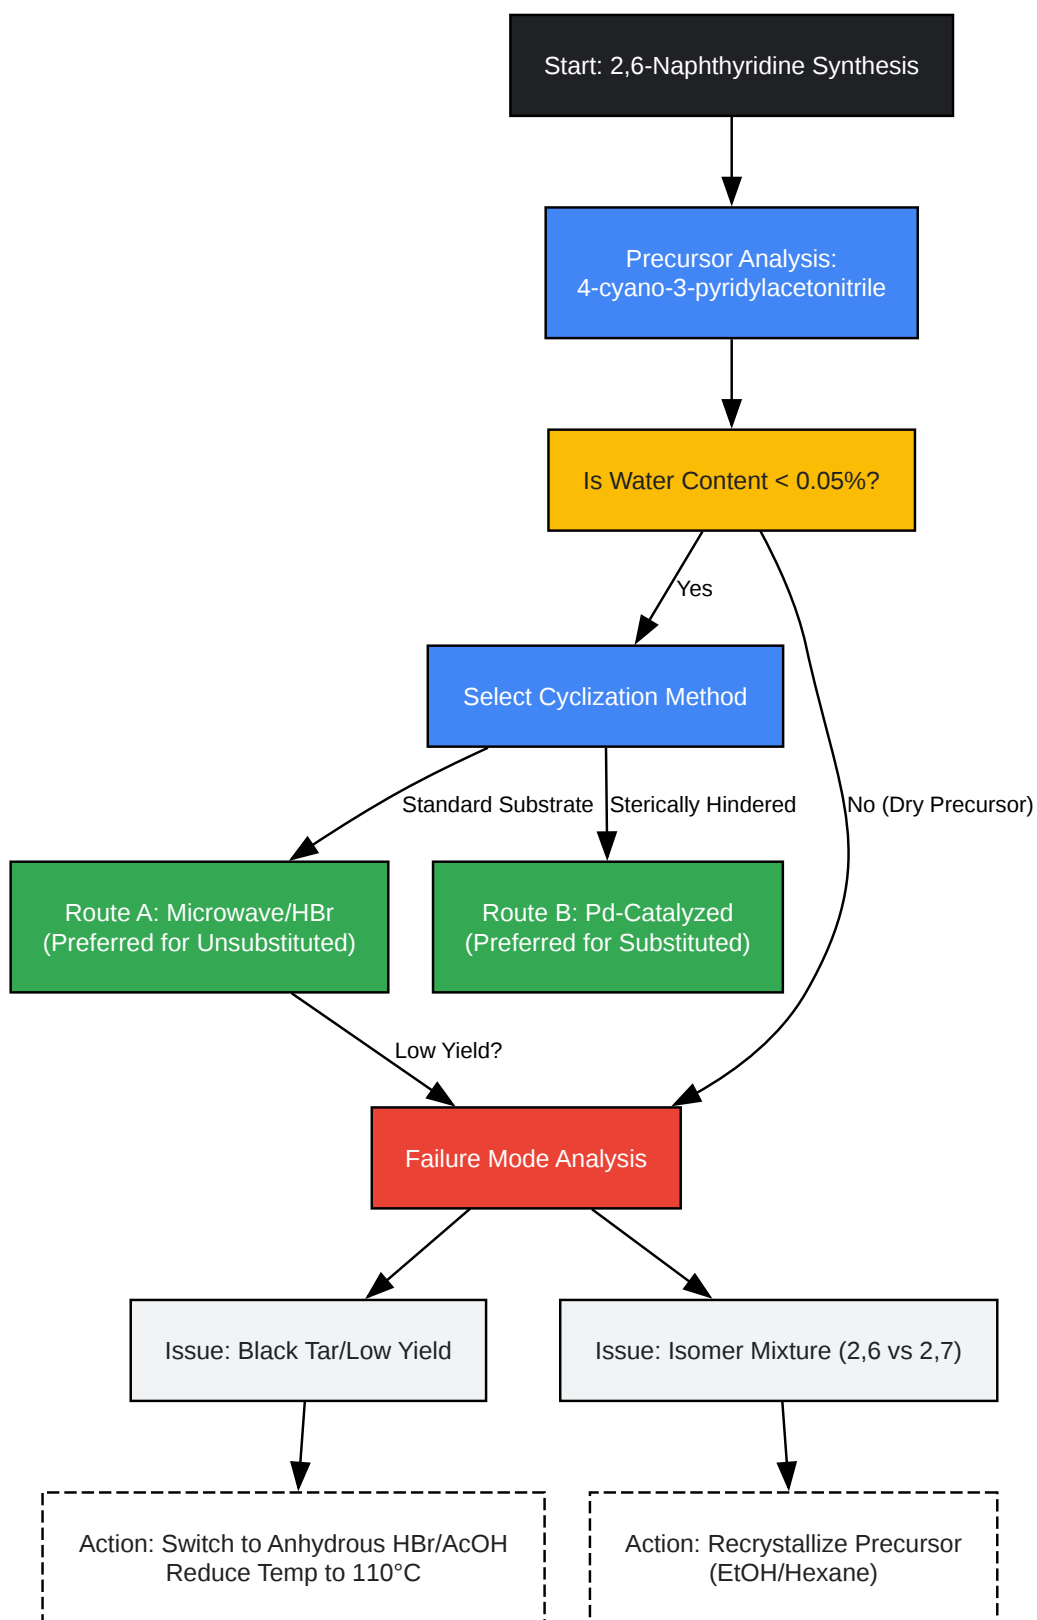 Start: 2,6-Naphthyridine Synthesis
Precursor Analysis:
4-cyano-3-pyridylacetonitrile
Is Water Content < 0.05%?
Yes
Select Cyclization Method
Standard Substrate
Sterically Hindered
No (Dry Precursor)
Route A: Microwave/HBr
(Preferred for Unsubstituted)
Route B: Pd-Catalyzed
(Preferred for Substituted)
Low Yield?
Failure Mode Analysis
Issue: Black Tar/Low Yield
Issue: Isomer Mixture (2,6 vs 2,7)
Action: Switch to Anhydrous HBr/AcOH
Reduce Temp to 110°C
Action: Recrystallize Precursor
(EtOH/Hexane)